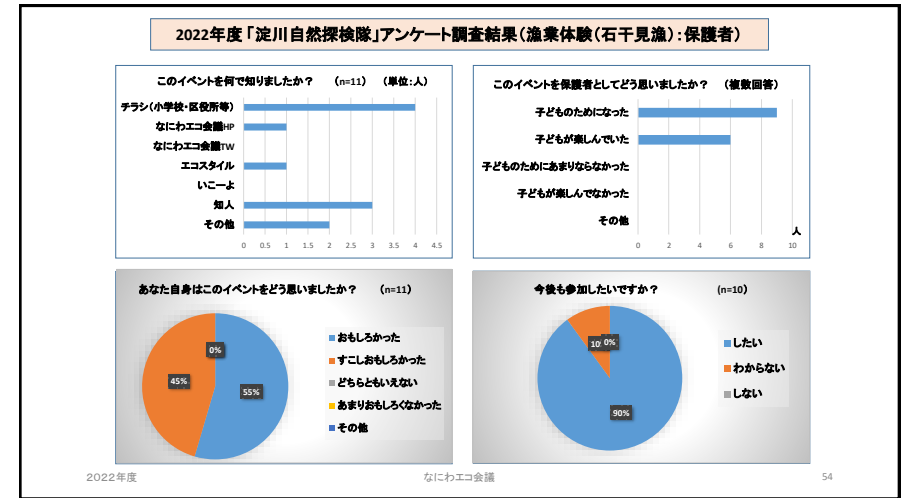 2022年度「淀川自然探検隊」アンケート調査結果(漁業体験(石干見漁):保護者)
このイベントを何で知りましたか? (n=11) (単位:人)
チラシ(小学校・区役所等)
なにわエコ会議HP
なにわエコ会議TW
エコスタイル
いこーよ
知人
その他
0 0.5 1 1.5 2 2.5 3 3.5 4 4.5
このイベントを保護者としてどう思いましたか? (複数回答)
子どものためになった
子どもが楽しんでいた
子どものためにあまりならなかった
子どもが楽しんでなかった
その他
人
0 2 4 6 8 10
あなた自身はこのイベントをどう思いましたか? (n=11)
0%
45%
55%
おもしろかった
すこしおもしろかった
どちらともいえない
あまりおもしろくなかった
その他
今後も参加したいですか? (n=10)
0%
90%
したい
わからない
しない
2022年度 なにわエコ会議 54